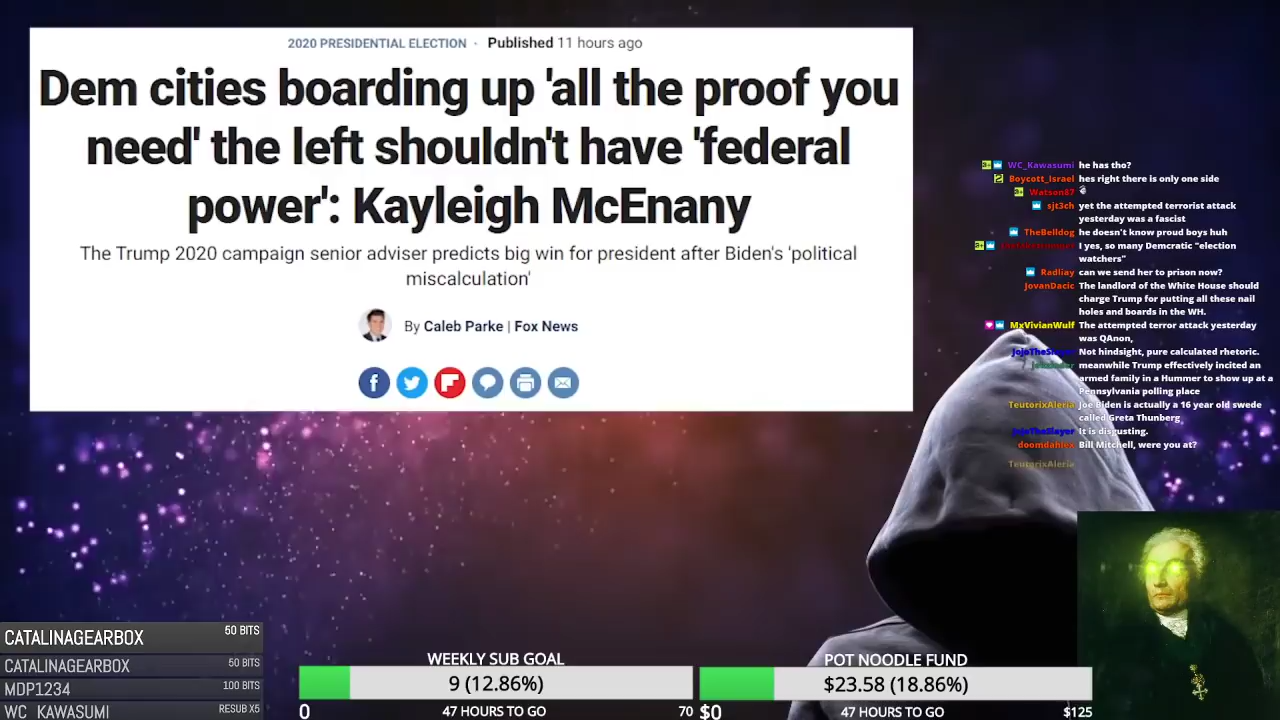 2020 PRESIDENTIAL ELECTION · Published 11 hours ago
Dem cities boarding up 'all the proof you
need' the left shouldn't have 'federal
power': Kayleigh McEnany
The Trump 2020 campaign senior adviser predicts big win for president after Biden's 'political
miscalculation'
By Caleb Parke | Fox News
WC_Kawasumi he has tho?
Boycott_Israel hes right there is only one side
Watson87
sjt3ch yet the attempted terrorist attack
yesterday was a fascist
TheBelldog he doesn't know proud boys huh
I yes, so many Demcratic "election
watchers"
Radliay can we send her to prison now?
JovanDacic The landlord of the White House should
charge Trump for putting all these nail
holes and boards in the WH.
MxVivianWulf The attempted terror attack yesterday
was QAnon,
JojoTheSlayer Not hindsight, pure calculated rhetoric.
meanwhile Trump effectively incited an
armed family in a Hummer to show up at a
Pennsylvania polling place
TeutorixAleria Joe Biden is actually a 16 year old swede
called Greta Thunberg
JojoTheSlayer It is disgusting.
doomdahlex Bill Mitchell, were you at?
TeutorixAleria
CATALINAGEARBOX 50 BITS
CATALINAGEARBOX 50 BITS
MDP1234 100 BITS
WC_KAWASUMI RESUB X5
WEEKLY SUB GOAL
9 (12.86%)
0 47 HOURS TO GO 70
POT NOODLE FUND
$23.58 (18.86%)
$0 47 HOURS TO GO $125